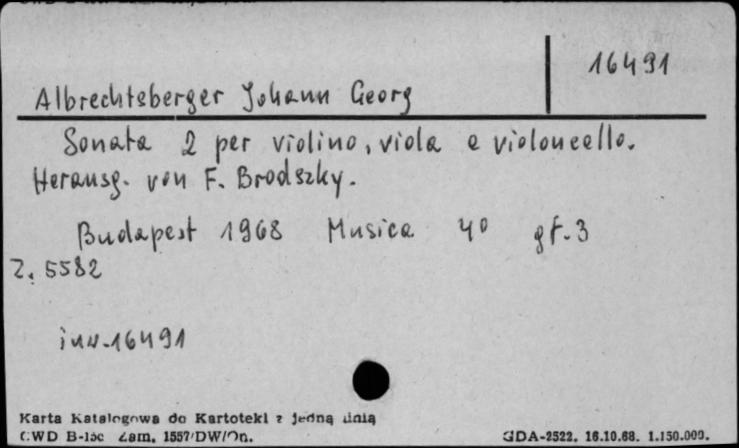 16491
Albrechtsberger Johann Georg
Sonata 2 per violino, viola e violoncello.
Herausg. von F. Brodszky.
Budapest 1968 Musica 4° gł. 3
Z. 5582
inw. 16491
Karta Katalogowa do Kartoteki z jedną linią
CWD B-15c Zam. 1557/DW/On.
GDA-2522. 16.10.68. 1.150.000.